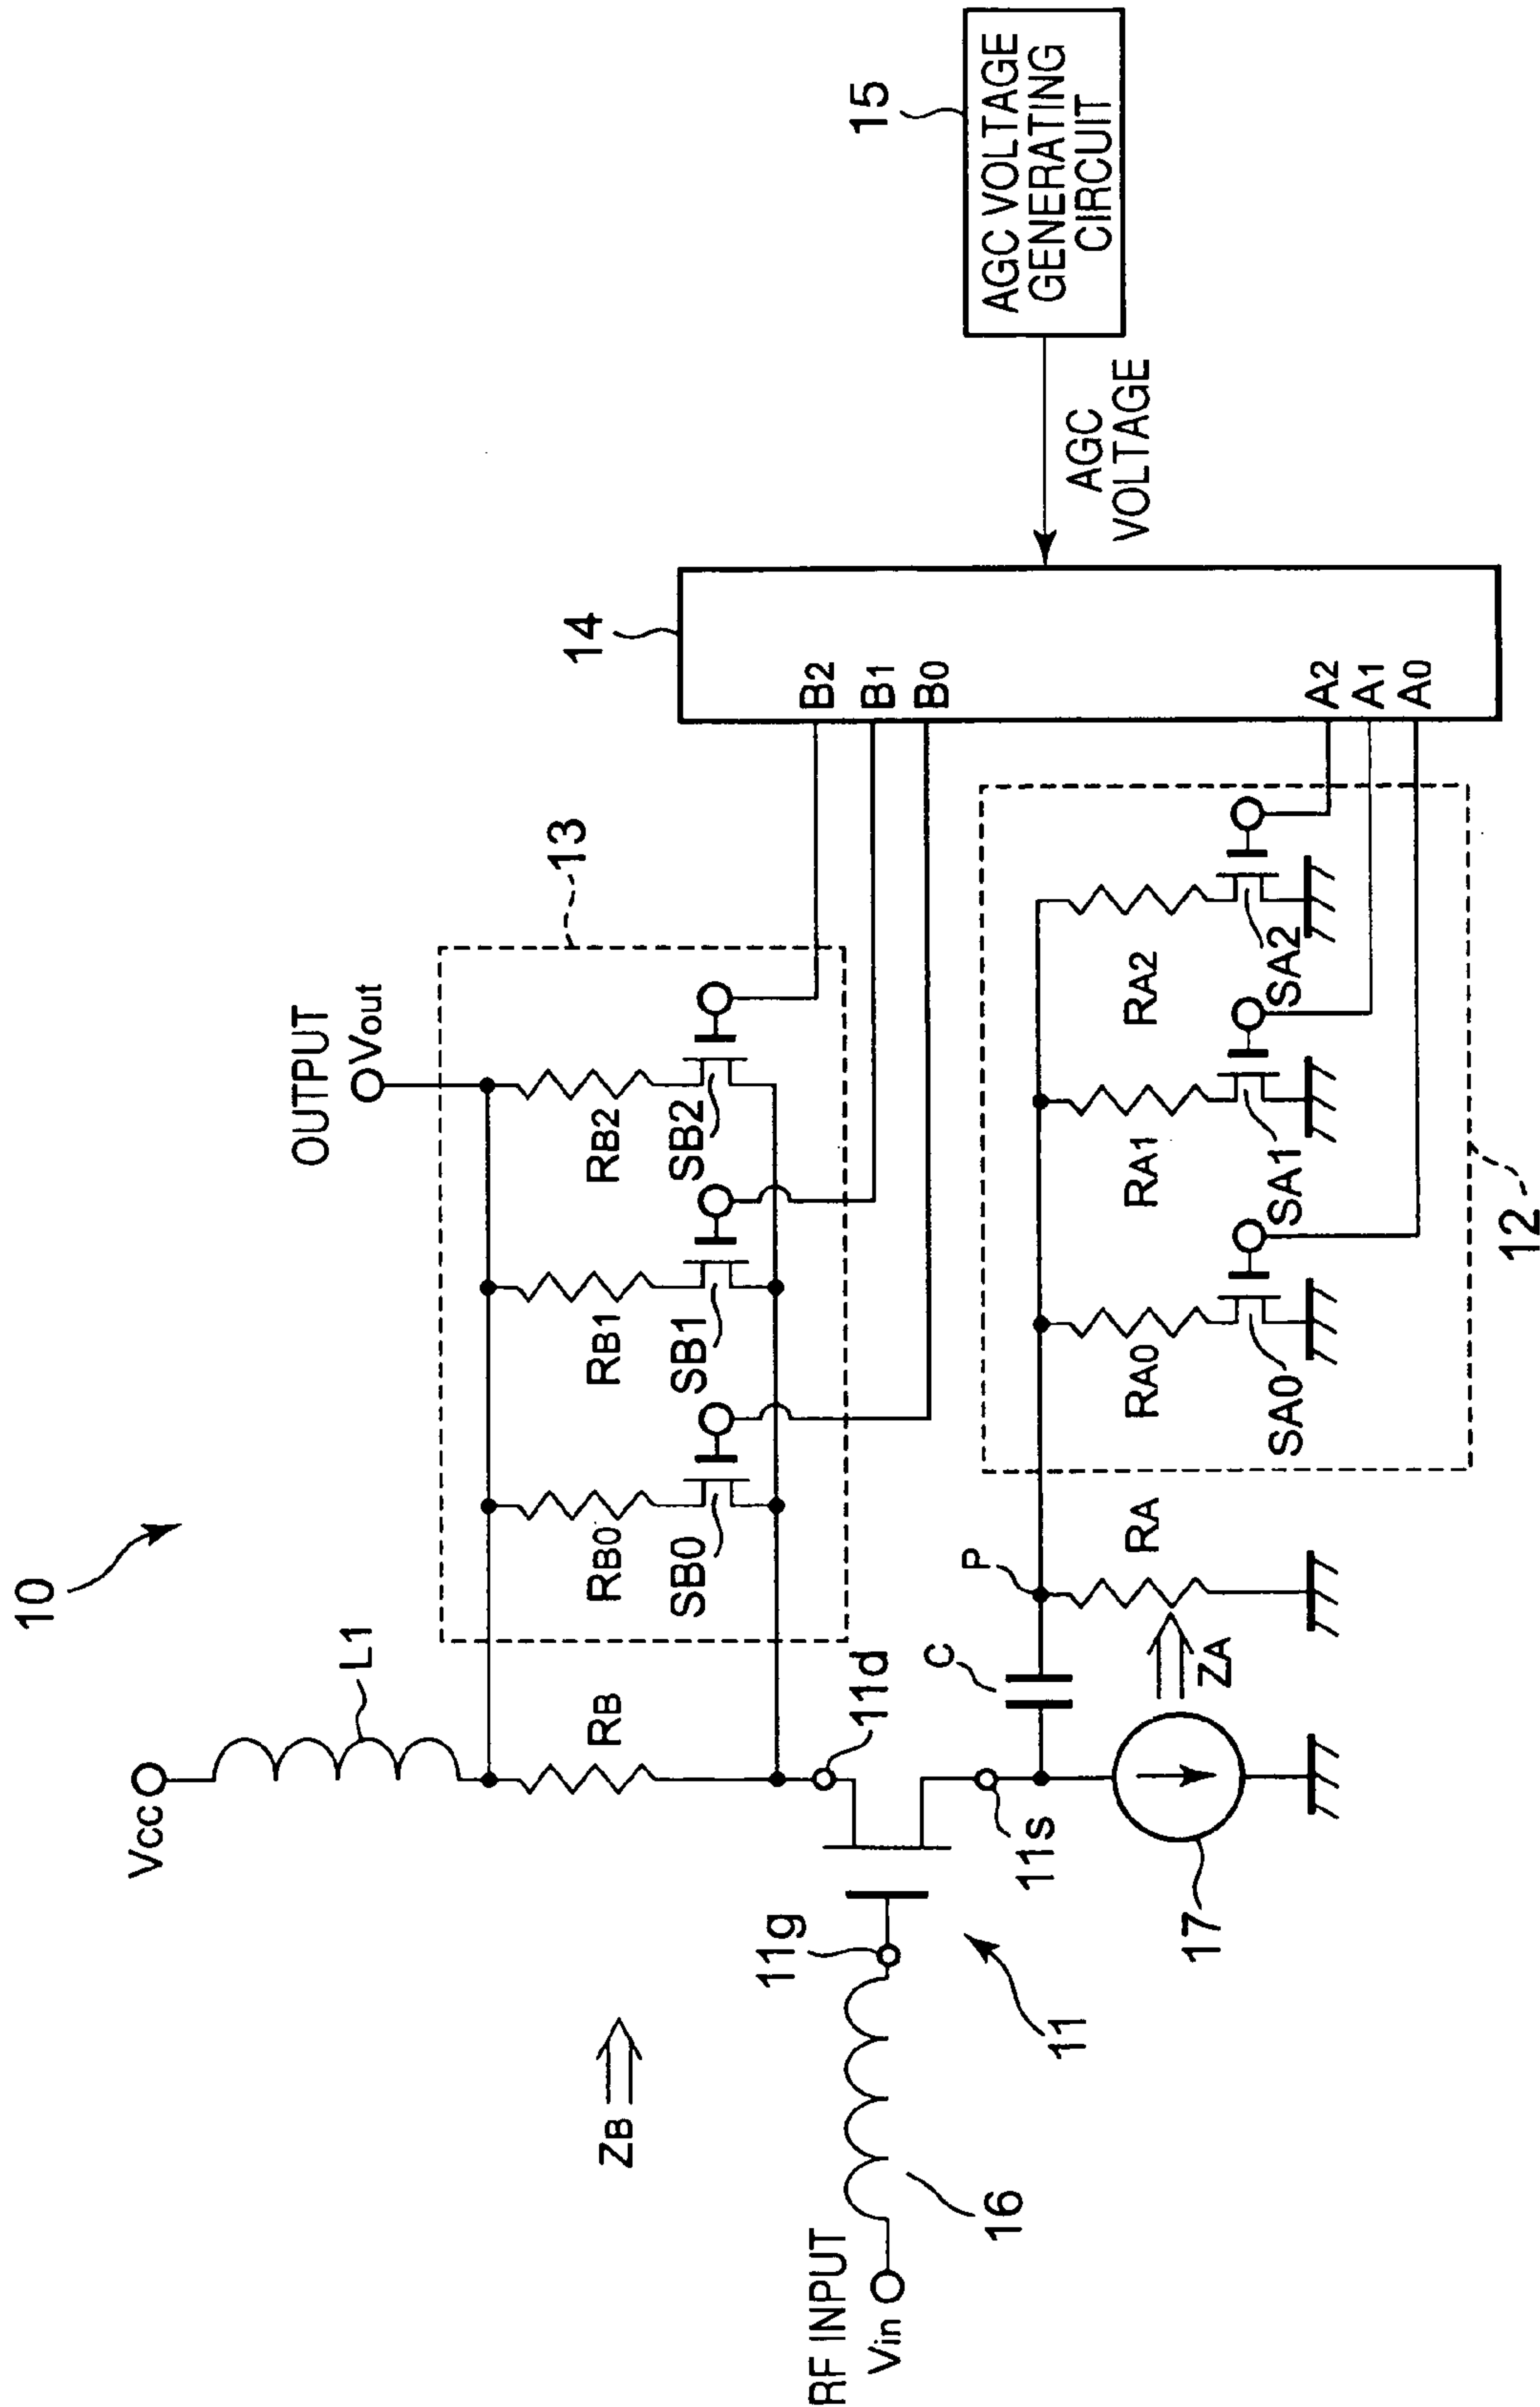 10
Vcc
L1
OUTPUT
Vout
13
RB
RB0
RB1
RB2
SB0
SB1
SB2
ZB
11d
11g
11s
11
RF INPUT
Vin
16
17
C
P
ZA
RA
RA0
RA1
RA2
SA0
SA1
SA2
12
14
B2
B1
B0
A2
A1
A0
AGC
VOLTAGE
15
AGC VOLTAGE
GENERATING
CIRCUIT